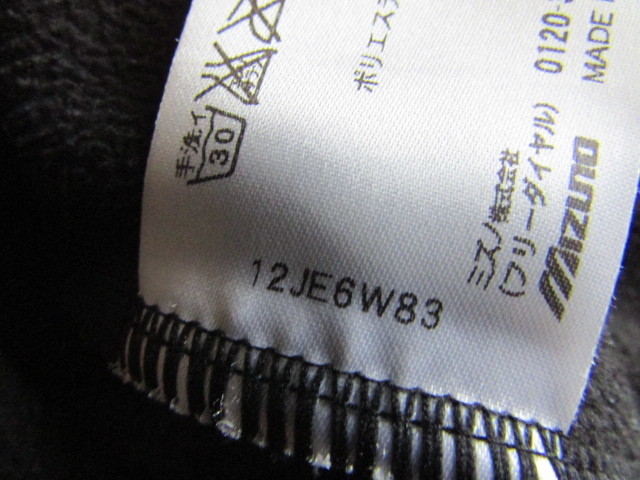 手洗イ
30
ポリエステ
ミズノ株式会社
(フリーダイヤル) 0120-
Mizuno MADE
12JE6W83